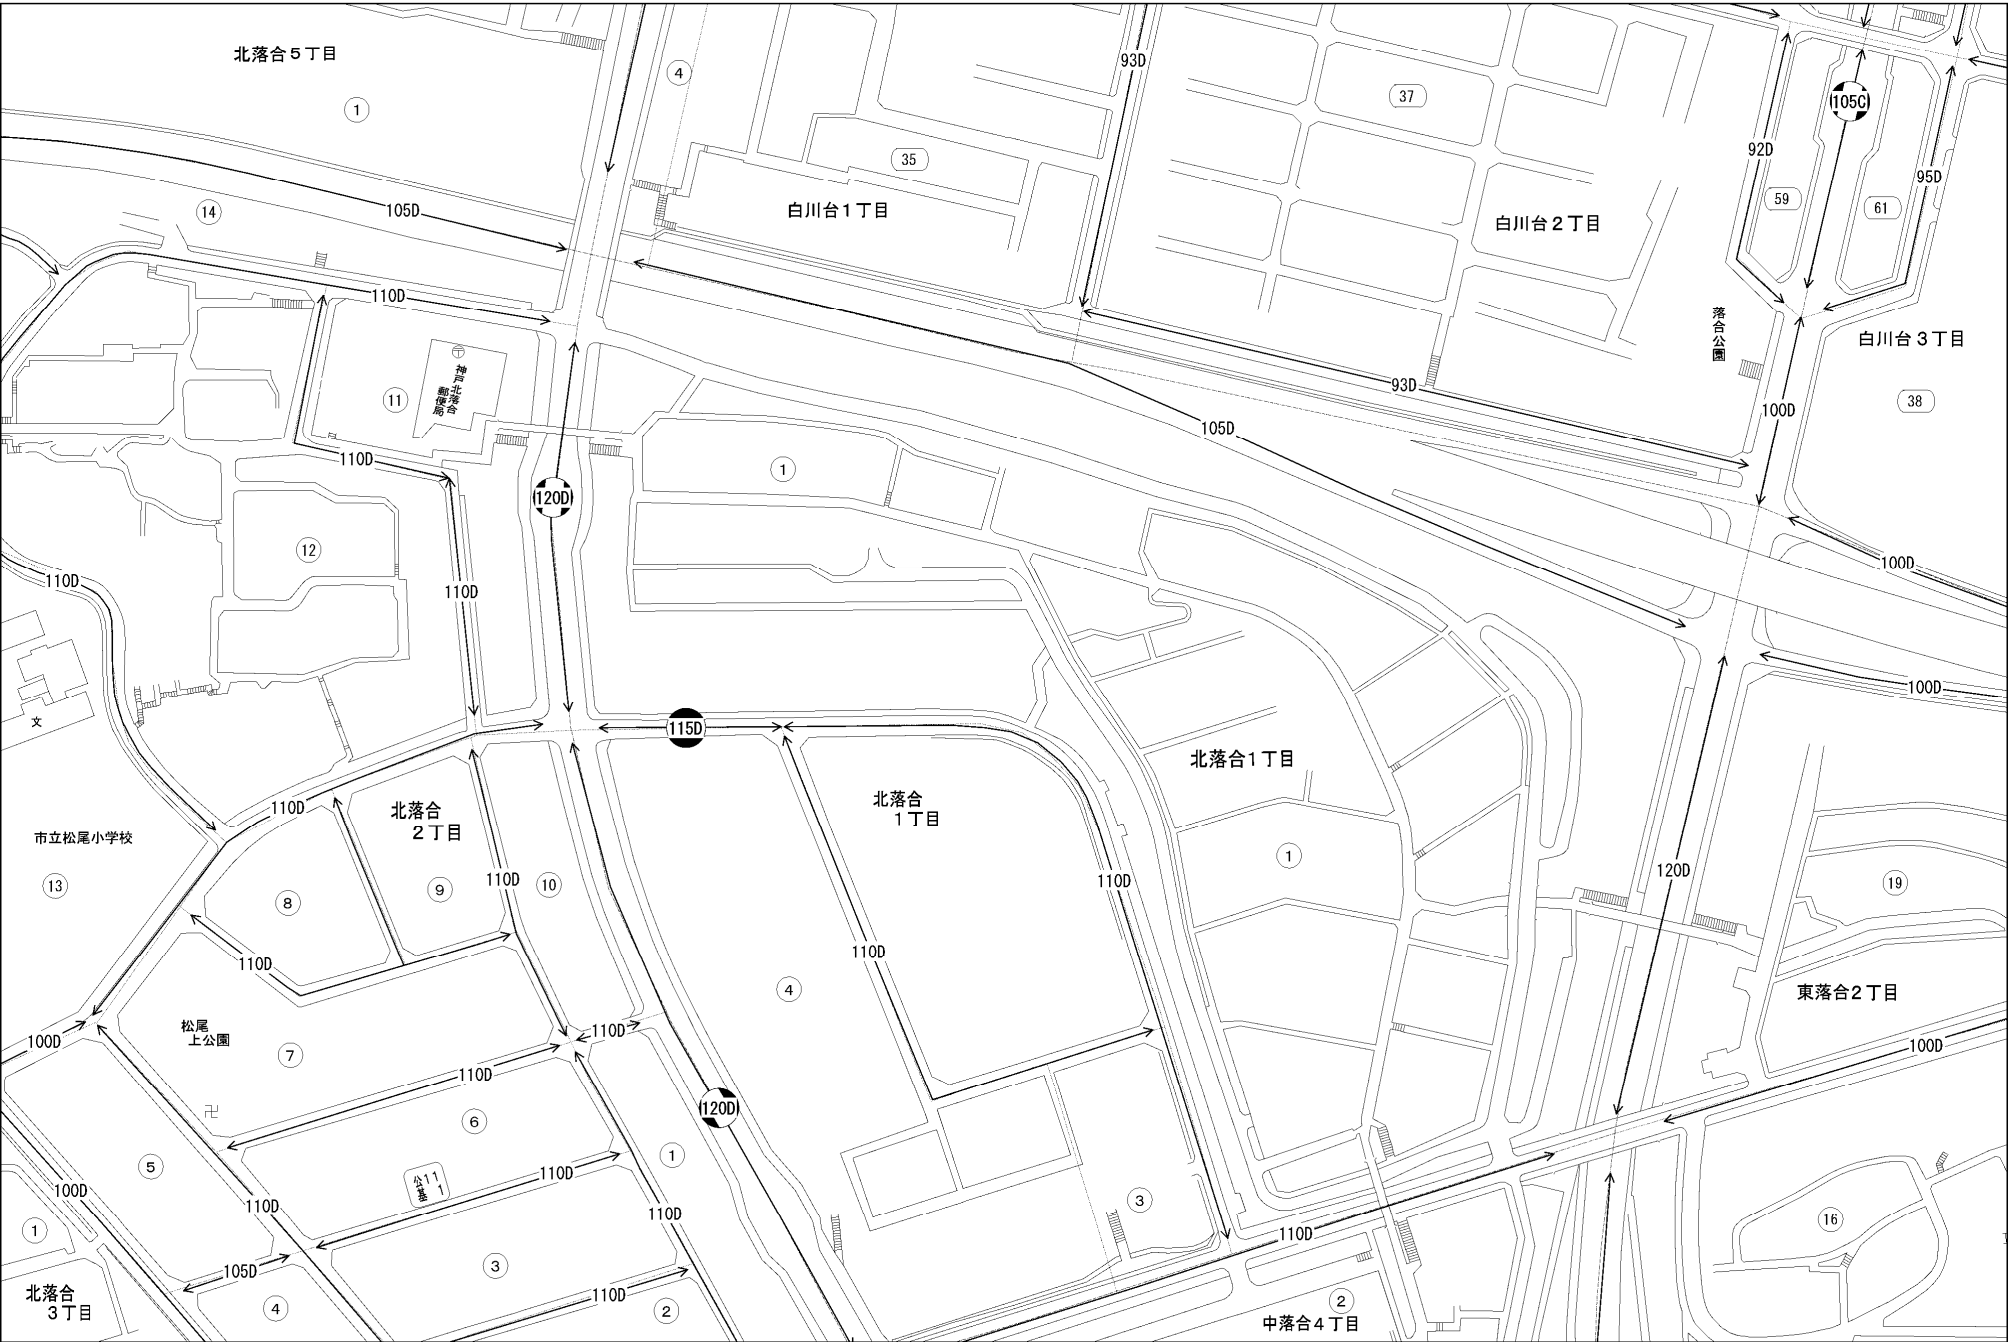 北落合５丁目
①
④
93D
37
105C
92D
59
61
95D
35
白川台１丁目
白川台２丁目
⑭
105D
110D
落合公園
白川台３丁目
〒
神戸北落合
郵便局
⑪
93D
100D
38
105D
110D
①
120D
⑫
110D
110D
100D
100D
文
115D
北落合１丁目
110D
北落合
２丁目
北落合
１丁目
市立松尾小学校
⑬
⑧
⑨
110D
⑩
110D
①
120D
⑲
110D
110D
④
東落合２丁目
松尾
上公園
100D
⑦
110D
110D
100D
卍
⑥
120D
⑤
公11
基 1
110D
①
100D
110D
110D
③
⑯
①
105D
③
110D
北落合
３丁目
④
110D
②
②
中落合４丁目